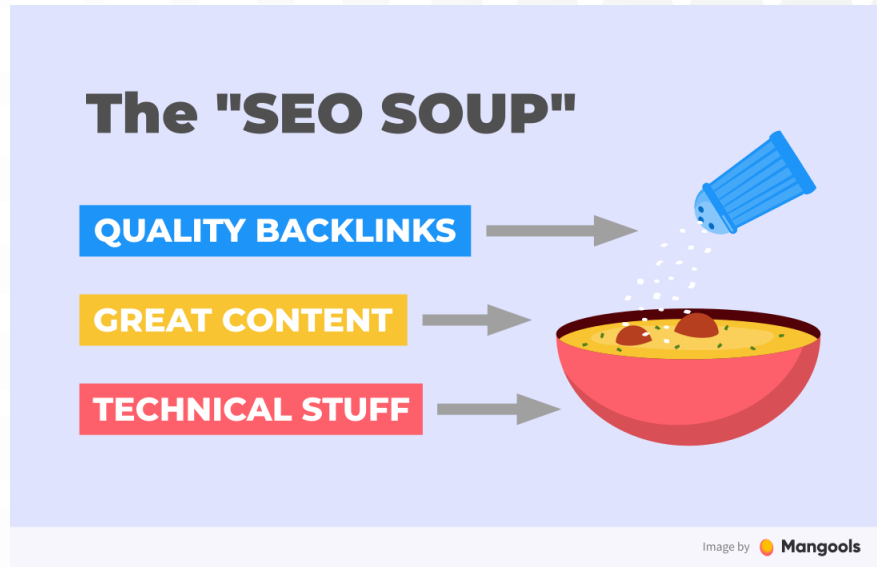 The "SEO SOUP"
QUALITY BACKLINKS
GREAT CONTENT
TECHNICAL STUFF
Image by Mangools